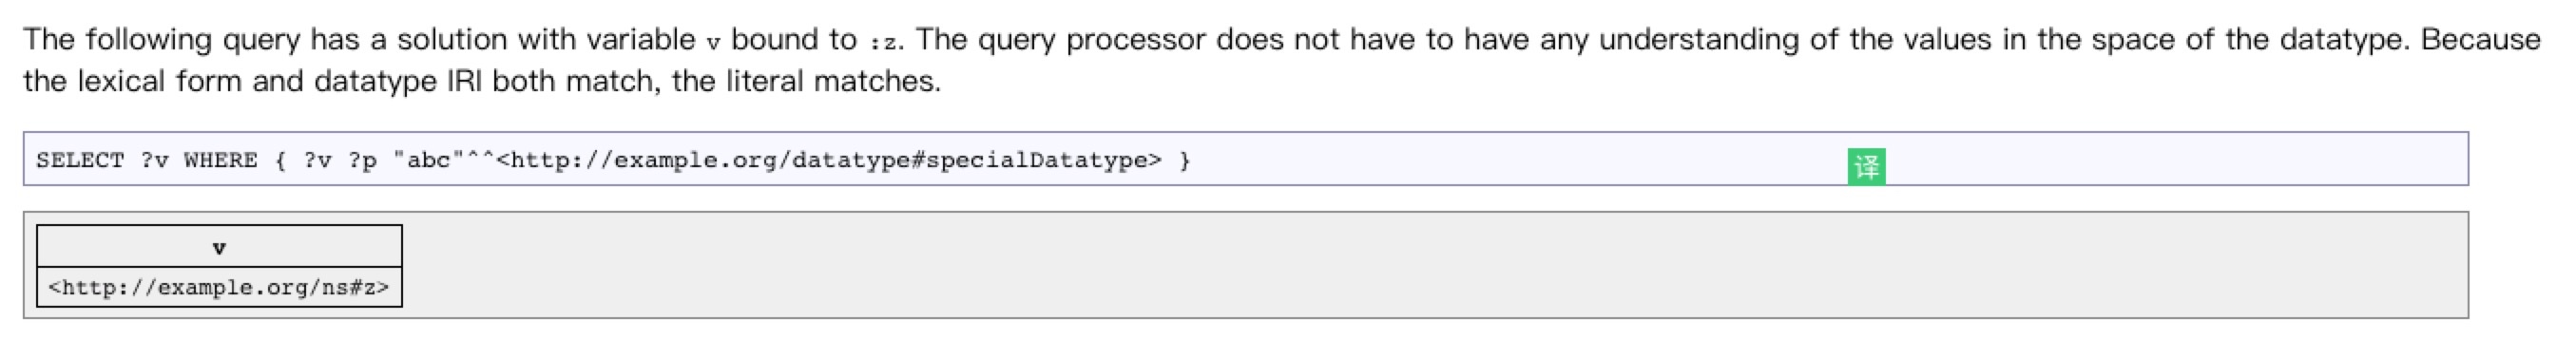 The following query has a solution with variable v bound to :z. The query processor does not have to have any understanding of the values in the space of the datatype. Because
the lexical form and datatype IRI both match, the literal matches.
SELECT ?v WHERE { ?v ?p "abc"^^<http://example.org/datatype#specialDatatype> }
译
v
<http://example.org/ns#z>